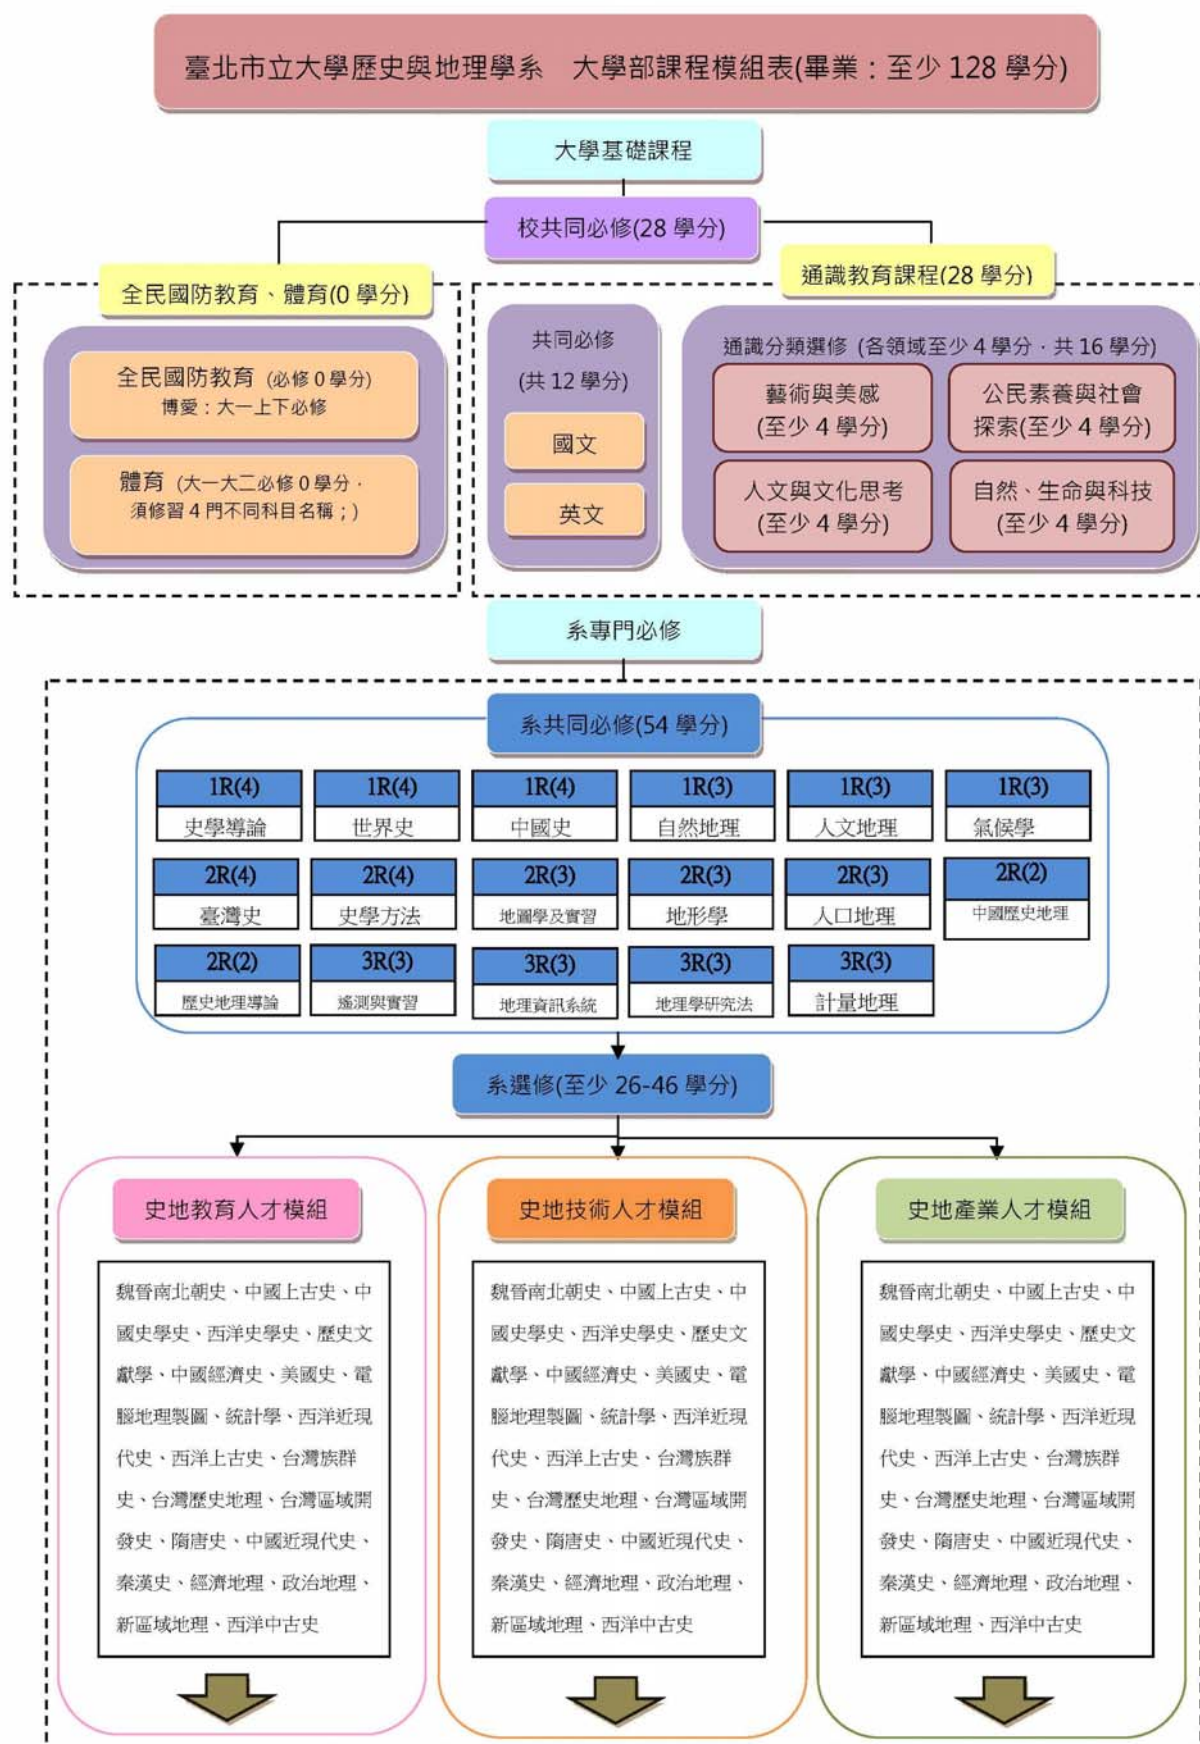 臺北市立大學歷史與地理學系 大學部課程模組表(畢業：至少 128 學分)
大學基礎課程
校共同必修(28 學分)
全民國防教育、體育(0 學分)
通識教育課程(28 學分)
全民國防教育 (必修 0 學分)
博愛：大一上下必修
體育 (大一大二必修 0 學分，
須修習 4 門不同科目名稱；)
共同必修
(共 12 學分)
國文
英文
通識分類選修 (各領域至少 4 學分，共 16 學分)
藝術與美感
(至少 4 學分)
公民素養與社會
探索(至少 4 學分)
人文與文化思考
(至少 4 學分)
自然、生命與科技
(至少 4 學分)
系專門必修
系共同必修(54 學分)
1R(4)
史學導論
1R(4)
世界史
1R(4)
中國史
1R(3)
自然地理
1R(3)
人文地理
1R(3)
氣候學
2R(4)
臺灣史
2R(4)
史學方法
2R(3)
地圖學及實習
2R(3)
地形學
2R(3)
人口地理
2R(2)
中國歷史地理
2R(2)
歷史地理導論
3R(3)
遙測與實習
3R(3)
地理資訊系統
3R(3)
地理學研究法
3R(3)
計量地理
系選修(至少 26-46 學分)
史地教育人才模組
魏晉南北朝史、中國上古史、中
國史學史、西洋史學史、歷史文
獻學、中國經濟史、美國史、電
腦地理製圖、統計學、西洋近現
代史、西洋上古史、台灣族群
史、台灣歷史地理、台灣區域開
發史、隋唐史、中國近現代史、
秦漢史、經濟地理、政治地理、
新區域地理、西洋中古史
史地技術人才模組
魏晉南北朝史、中國上古史、中
國史學史、西洋史學史、歷史文
獻學、中國經濟史、美國史、電
腦地理製圖、統計學、西洋近現
代史、西洋上古史、台灣族群
史、台灣歷史地理、台灣區域開
發史、隋唐史、中國近現代史、
秦漢史、經濟地理、政治地理、
新區域地理、西洋中古史
史地產業人才模組
魏晉南北朝史、中國上古史、中
國史學史、西洋史學史、歷史文
獻學、中國經濟史、美國史、電
腦地理製圖、統計學、西洋近現
代史、西洋上古史、台灣族群
史、台灣歷史地理、台灣區域開
發史、隋唐史、中國近現代史、
秦漢史、經濟地理、政治地理、
新區域地理、西洋中古史